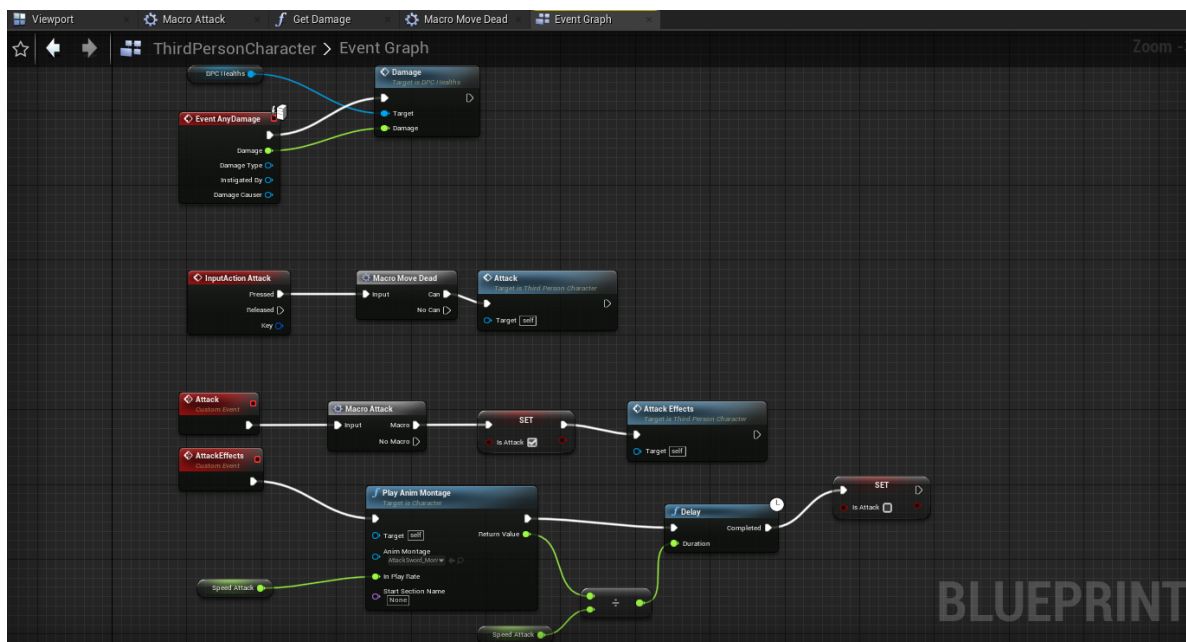 Viewport
Macro Attack
Get Damage
Macro Move Dead
Event Graph
ThirdPersonCharacter > Event Graph
Zoom -
BPC Healths
Damage
Target is BPC Healths
Target
Damage
Event AnyDamage
Damage
Damage Type
Instigated By
Damage Causer
InputAction Attack
Pressed
Released
Key
Macro Move Dead
Input
Can
No Can
Attack
Target is Third Person Character
Target self
Attack
Custom Event
Macro Attack
Input
Macro
No Macro
SET
Is Attack
Attack Effects
Target is Third Person Character
Target self
AttackEffects
Custom Event
Play Anim Montage
Target is Character
Target self
Return Value
Anim Montage
In Play Rate
Start Section Name
None
Speed Attack
Delay
Completed
Duration
SET
Is Attack
÷
Speed Attack
BLUEPRINT